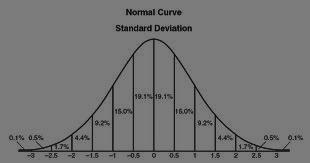 Normal Curve
Standard Deviation
19.1% 19.1%
15.0% 15.0%
9.2% 9.2%
0.1% 0.5% 1.7% 4.4% 4.4% 1.7% 0.5% 0.1%
−3 −2.5 −2 −1.5 −1 −0.5 0 0.5 1 1.5 2 2.5 3